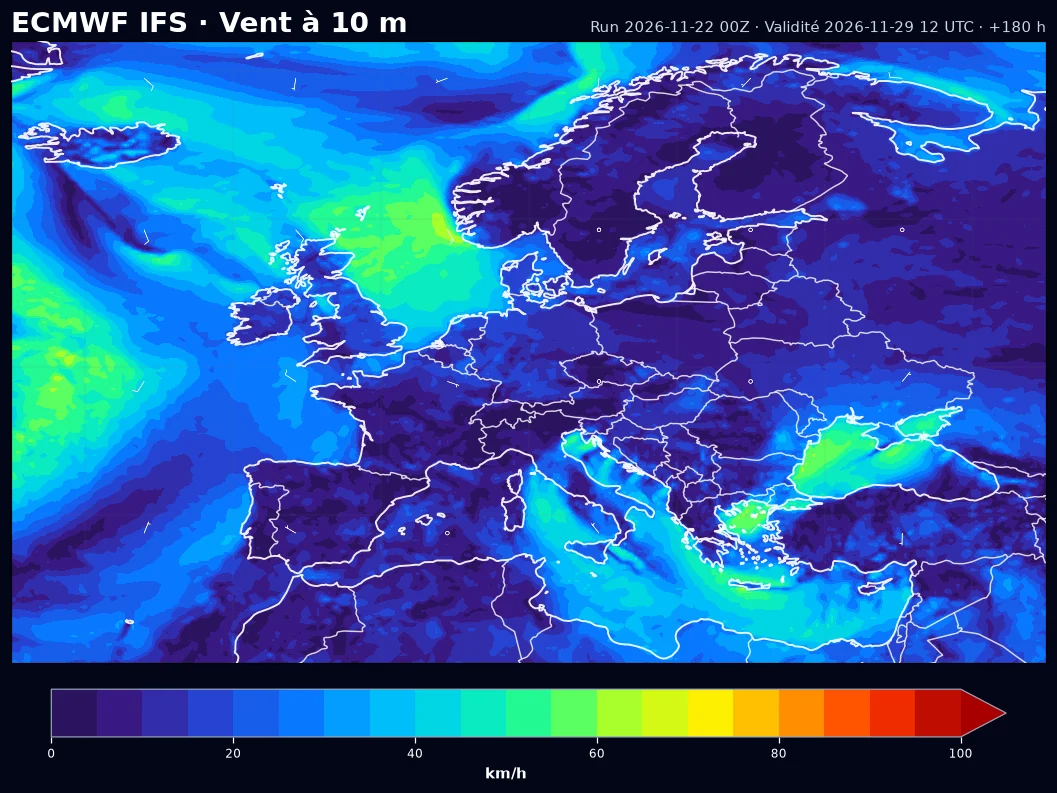 ECMWF IFS · Vent à 10 m
Run 2026-11-22 00Z · Validité 2026-11-29 12 UTC · +180 h
0 20 40 60 80 100
km/h